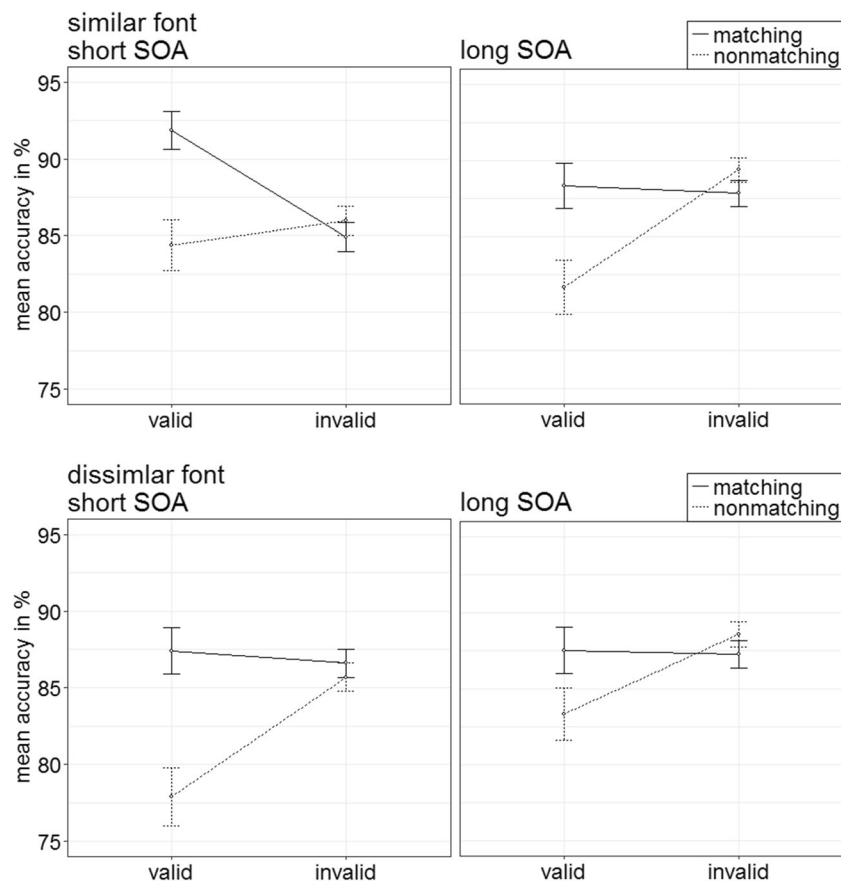 similar font
short SOA
long SOA
matching
nonmatching
mean accuracy in %
95
90
85
80
75
valid
invalid
valid
invalid
dissimlar font
short SOA
long SOA
matching
nonmatching
mean accuracy in %
95
90
85
80
75
valid
invalid
valid
invalid